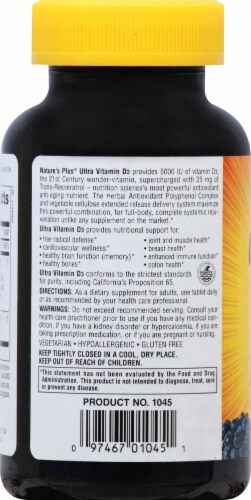 Nature's Plus® Ultra Vitamin D3 provides 5000 IU of vitamin D3,
the 21st Century wonder-vitamin, supercharged with 25 mg of
Trans-Resveratrol – nutrition science's most powerful antioxidant
anti-aging nutrient. The Herbal Antioxidant Polyphenol Complex
and vegetable cellulose extended release delivery system maximize
this powerful combination, for full-body, complete systemic rejuvenation
unlike any supplement on the market.*
Ultra Vitamin D3 provides nutritional support for:
• free radical defense* • joint and muscle health*
• cardiovascular wellness* • breast health*
• healthy brain function (memory)* • enhanced immune function*
• healthy bones* • colon health*
Ultra Vitamin D3 conforms to the strictest standards
for purity, including California's Proposition 65.
DIRECTIONS: As a dietary supplement for adults, one tablet daily
or as recommended by your health care professional.
WARNINGS: Do not exceed recommended serving. Consult your
health care practitioner prior to use if you have any medical condition,
if you have a kidney disorder or hypercalcemia, if you are
taking prescription medication, or if you are pregnant or nursing.
VEGETARIAN • HYPOALLERGENIC • GLUTEN FREE
KEEP TIGHTLY CLOSED IN A COOL, DRY PLACE.
KEEP OUT OF REACH OF CHILDREN.
*This statement has not been evaluated by the Food and Drug
Administration. This product is not intended to diagnose, treat, cure
or prevent any disease.
PRODUCT NO. 1045
0 97467 01045 1